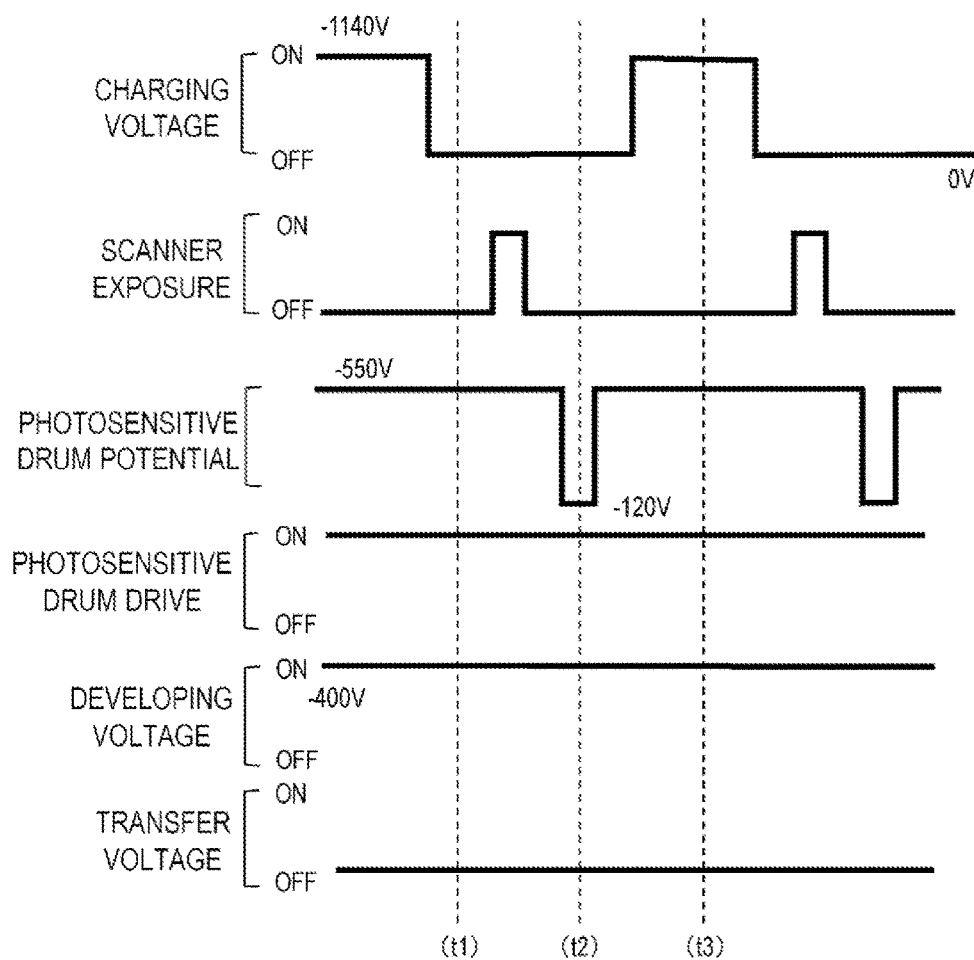 -1140V
ON
CHARGING
VOLTAGE
OFF
0V
ON
SCANNER
EXPOSURE
OFF
-550V
PHOTOSENSITIVE
DRUM POTENTIAL
-120V
ON
PHOTOSENSITIVE
DRUM DRIVE
OFF
ON
-400V
DEVELOPING
VOLTAGE
OFF
ON
TRANSFER
VOLTAGE
OFF
(t1) (t2) (t3)